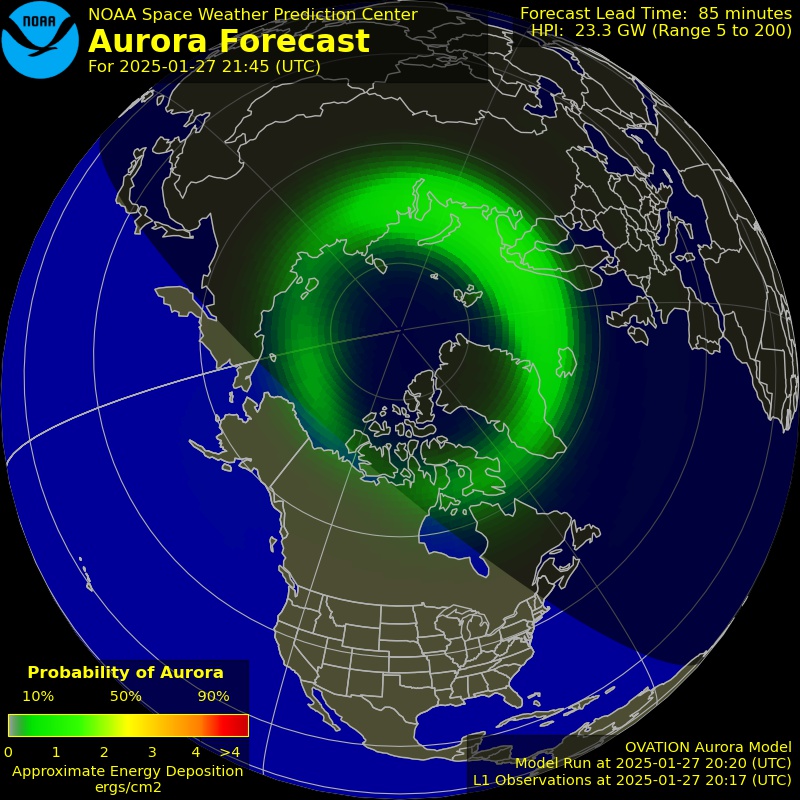 NOAA
NOAA Space Weather Prediction Center
Aurora Forecast
For 2025-01-27 21:45 (UTC)
Forecast Lead Time: 85 minutes
HPI: 23.3 GW (Range 5 to 200)
Probability of Aurora
10% 50% 90%
0 1 2 3 4 >4
Approximate Energy Deposition
ergs/cm2
OVATION Aurora Model
Model Run at 2025-01-27 20:20 (UTC)
L1 Observations at 2025-01-27 20:17 (UTC)